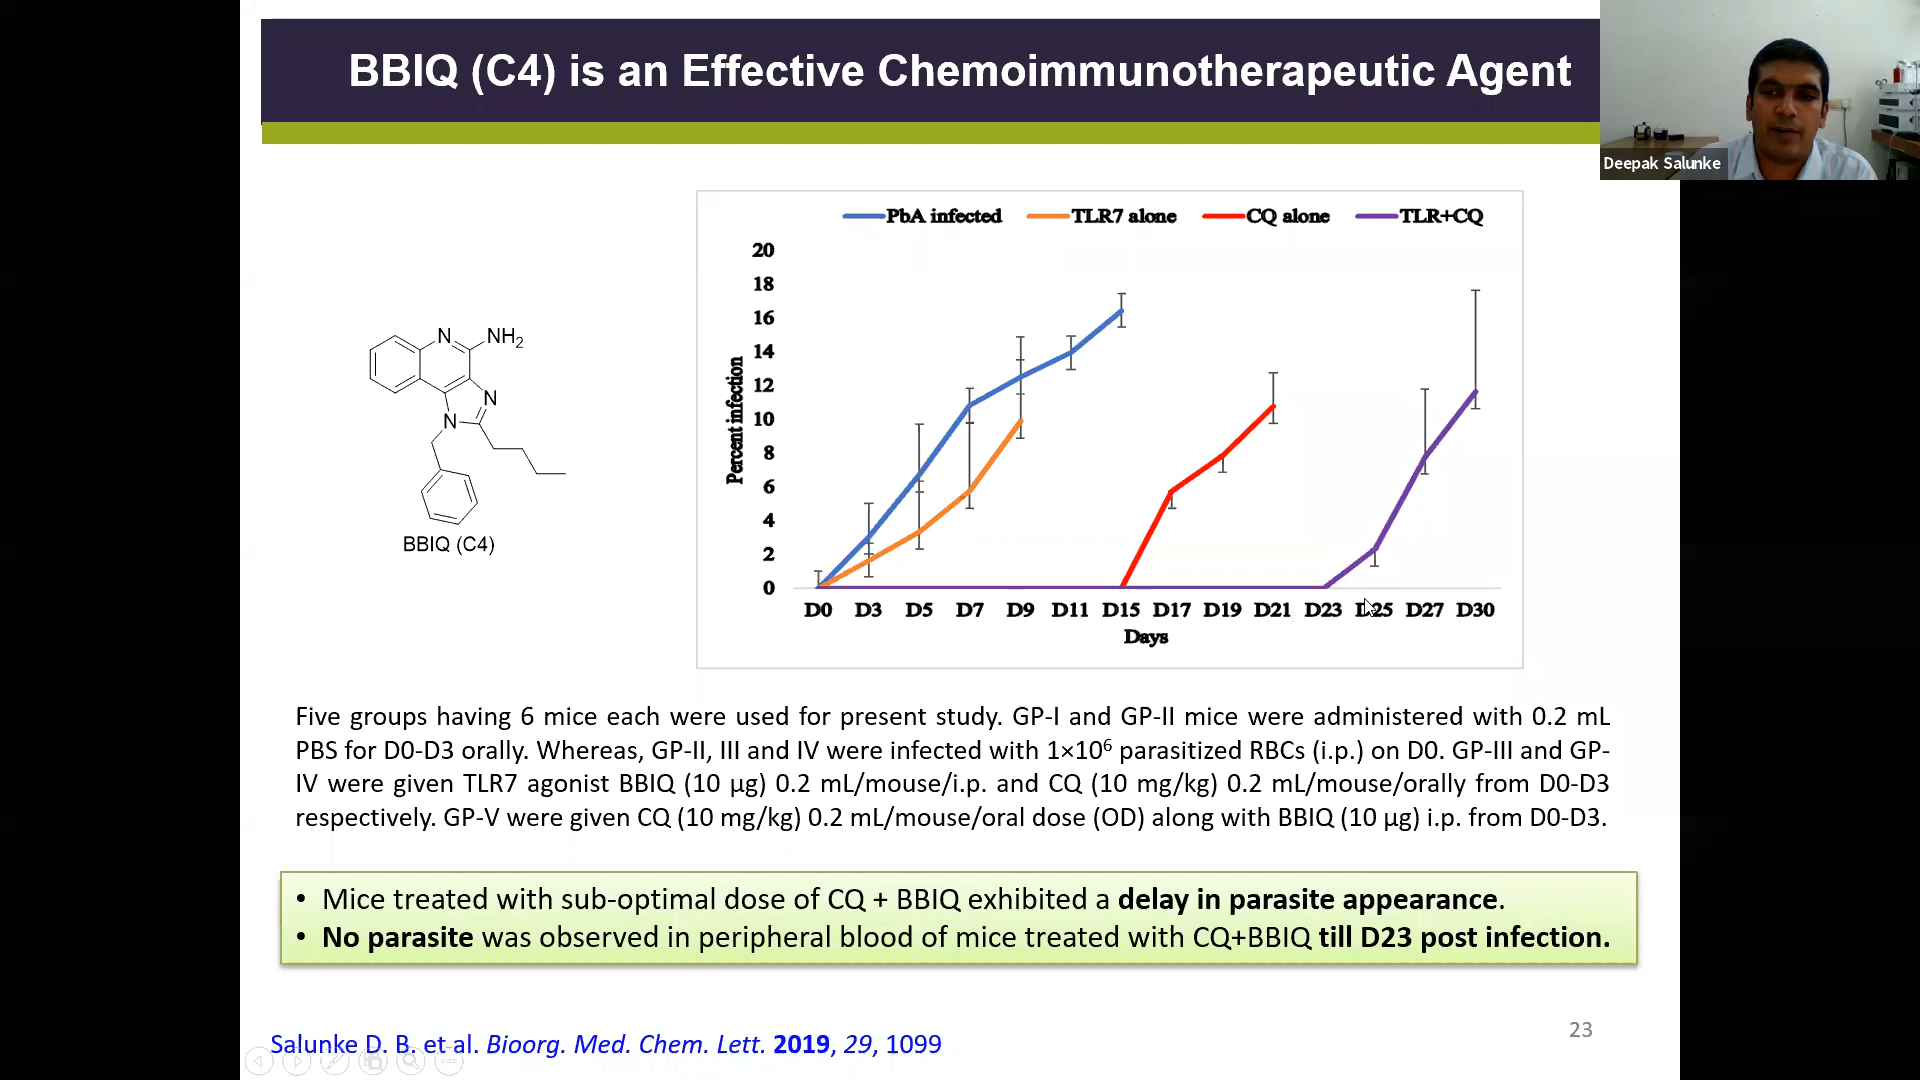 BBIQ (C4) is an Effective Chemoimmunotherapeutic Agent
Deepak Salunke
PbA infected TLR7 alone CQ alone TLR+CQ
20
18
16
14
12
10
8
6
4
2
0
Percent infection
D0 D3 D5 D7 D9 D11 D15 D17 D19 D21 D23 D25 D27 D30
Days
N NH2
N
N
BBIQ (C4)
Five groups having 6 mice each were used for present study. GP-I and GP-II mice were administered with 0.2 mL
PBS for D0-D3 orally. Whereas, GP-II, III and IV were infected with 1×10⁶ parasitized RBCs (i.p.) on D0. GP-III and GP-
IV were given TLR7 agonist BBIQ (10 µg) 0.2 mL/mouse/i.p. and CQ (10 mg/kg) 0.2 mL/mouse/orally from D0-D3
respectively. GP-V were given CQ (10 mg/kg) 0.2 mL/mouse/oral dose (OD) along with BBIQ (10 µg) i.p. from D0-D3.
• Mice treated with sub-optimal dose of CQ + BBIQ exhibited a delay in parasite appearance.
• No parasite was observed in peripheral blood of mice treated with CQ+BBIQ till D23 post infection.
23
Salunke D. B. et al. Bioorg. Med. Chem. Lett. 2019, 29, 1099